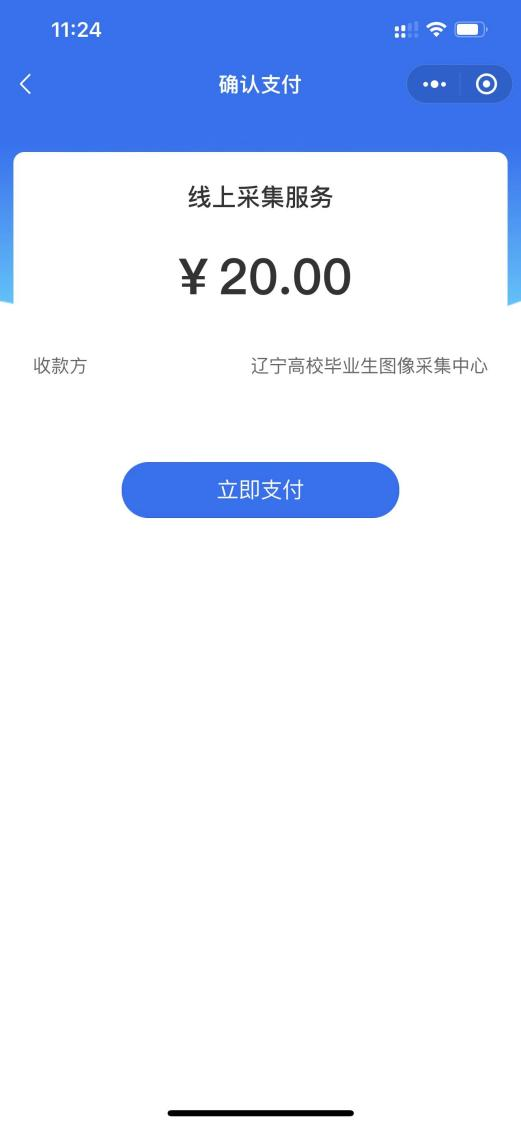 11:24
确认支付
线上采集服务
¥ 20.00
收款方 辽宁高校毕业生图像采集中心
立即支付